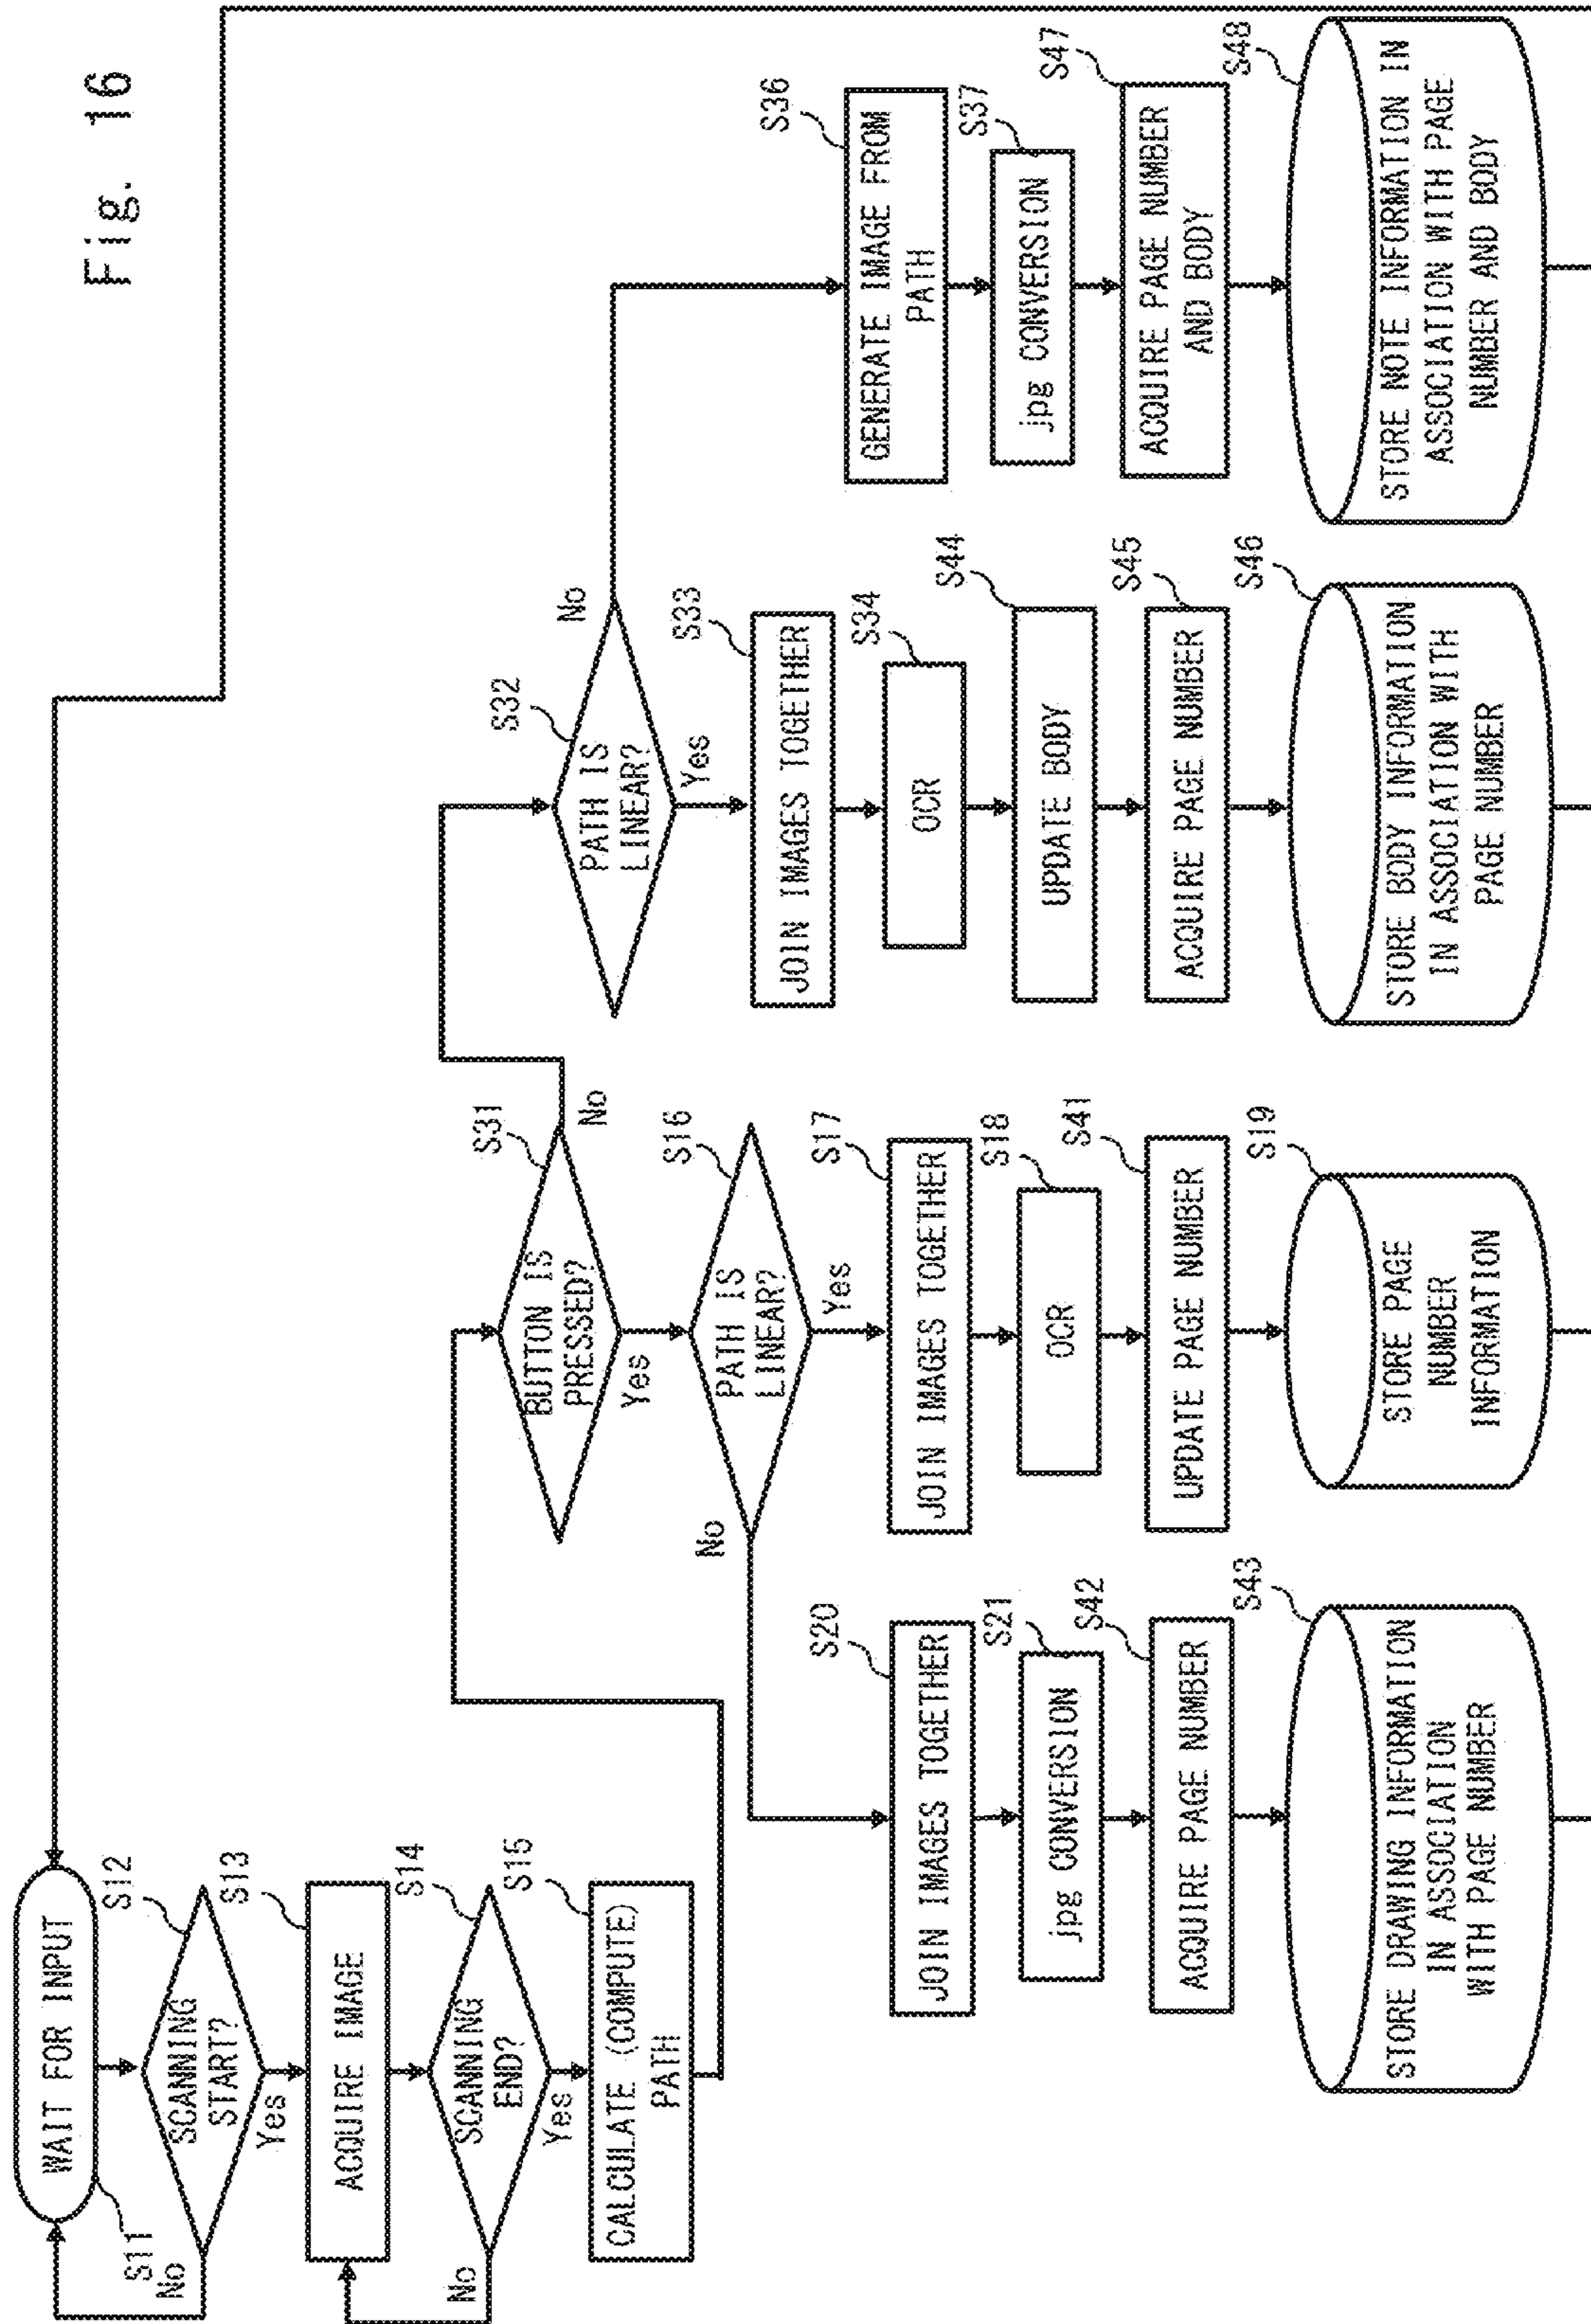 Fig. 16
WAIT FOR INPUT
S11
SCANNING
START?
S12
No
Yes
ACQUIRE IMAGE
S13
SCANNING
END?
S14
No
Yes
CALCULATE (COMPUTE)
PATH
S15
BUTTON IS
PRESSED?
S31
No
Yes
PATH IS
LINEAR?
S16
No
Yes
JOIN IMAGES TOGETHER
S20
jpg CONVERSION
S21
ACQUIRE PAGE NUMBER
S42
STORE DRAWING INFORMATION
IN ASSOCIATION
WITH PAGE NUMBER
S43
JOIN IMAGES TOGETHER
S17
OCR
S18
UPDATE PAGE NUMBER
S41
STORE PAGE
NUMBER
INFORMATION
S19
PATH IS
LINEAR?
S32
No
Yes
JOIN IMAGES TOGETHER
S33
OCR
S34
UPDATE BODY
S44
ACQUIRE PAGE NUMBER
S45
STORE BODY INFORMATION
IN ASSOCIATION WITH
PAGE NUMBER
S46
GENERATE IMAGE FROM
PATH
S36
jpg CONVERSION
S37
ACQUIRE PAGE NUMBER
AND BODY
S47
STORE NOTE INFORMATION IN
ASSOCIATION WITH PAGE
NUMBER AND BODY
S48